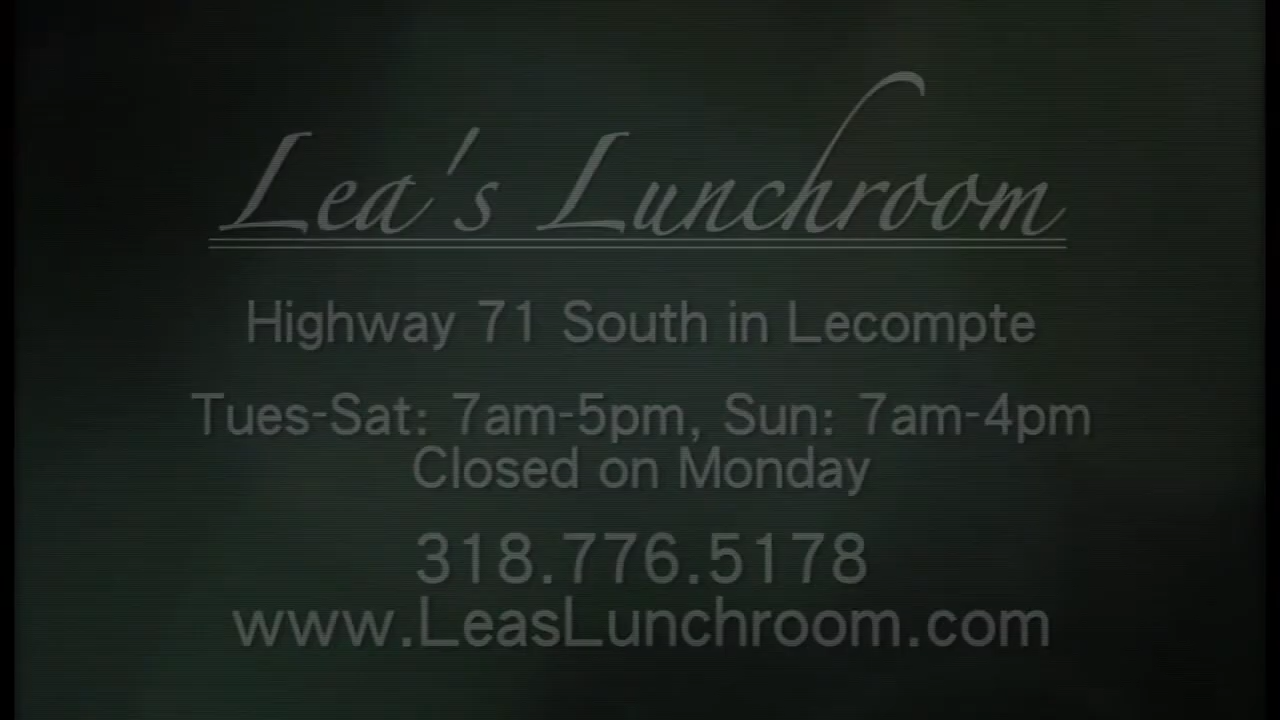 Lea's Lunchroom
Highway 71 South in Lecompte
Tues-Sat: 7am-5pm, Sun: 7am-4pm
Closed on Monday
318.776.5178
www.LeasLunchroom.com